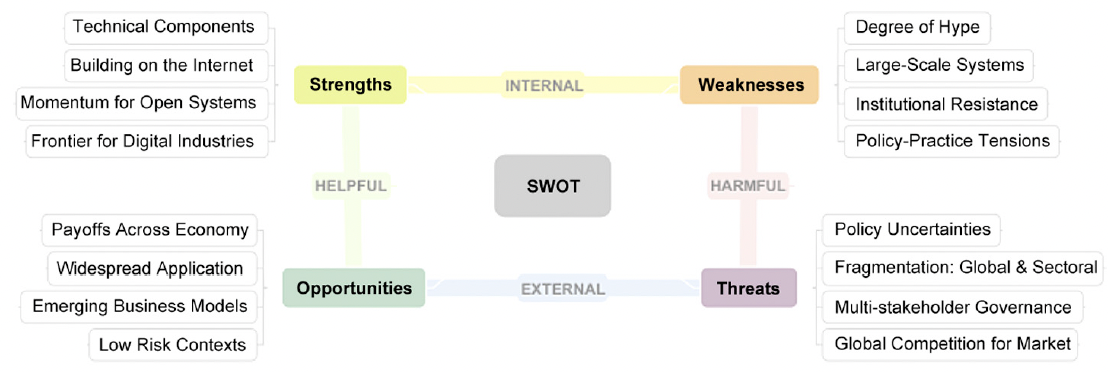 Technical Components
Building on the Internet
Momentum for Open Systems
Frontier for Digital Industries
Strengths
INTERNAL
Weaknesses
Degree of Hype
Large-Scale Systems
Institutional Resistance
Policy-Practice Tensions
HELPFUL
SWOT
HARMFUL
Payoffs Across Economy
Widespread Application
Emerging Business Models
Low Risk Contexts
Opportunities
EXTERNAL
Threats
Policy Uncertainties
Fragmentation: Global & Sectoral
Multi-stakeholder Governance
Global Competition for Market